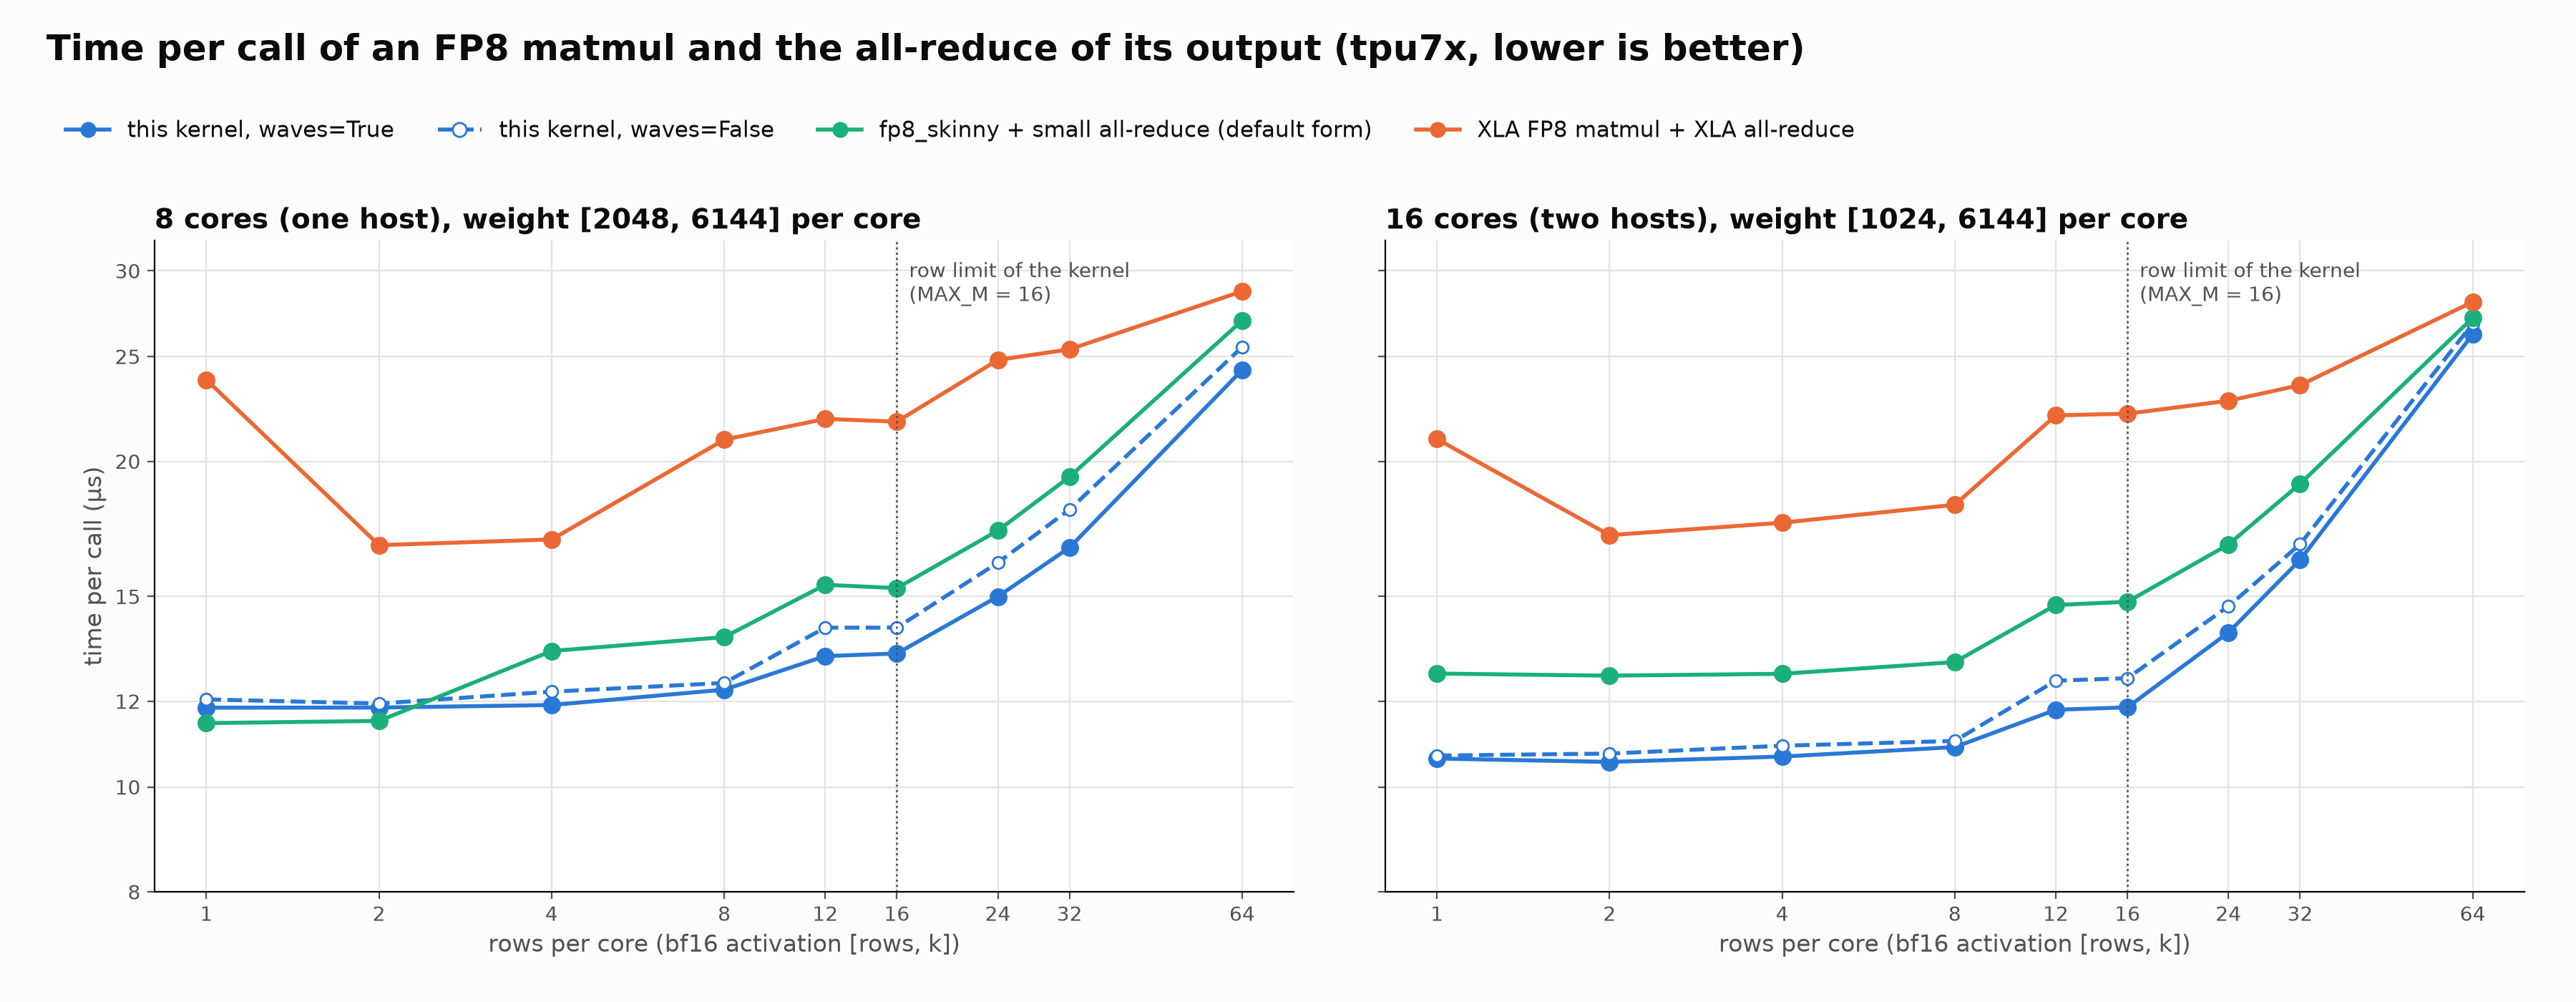 Time per call of an FP8 matmul and the all-reduce of its output (tpu7x, lower is better)
this kernel, waves=True
this kernel, waves=False
fp8_skinny + small all-reduce (default form)
XLA FP8 matmul + XLA all-reduce
8 cores (one host), weight [2048, 6144] per core
row limit of the kernel
(MAX_M = 16)
time per call (µs)
30
25
20
15
12
10
8
1 2 4 8 12 16 24 32 64
rows per core (bf16 activation [rows, k])
16 cores (two hosts), weight [1024, 6144] per core
row limit of the kernel
(MAX_M = 16)
1 2 4 8 12 16 24 32 64
rows per core (bf16 activation [rows, k])